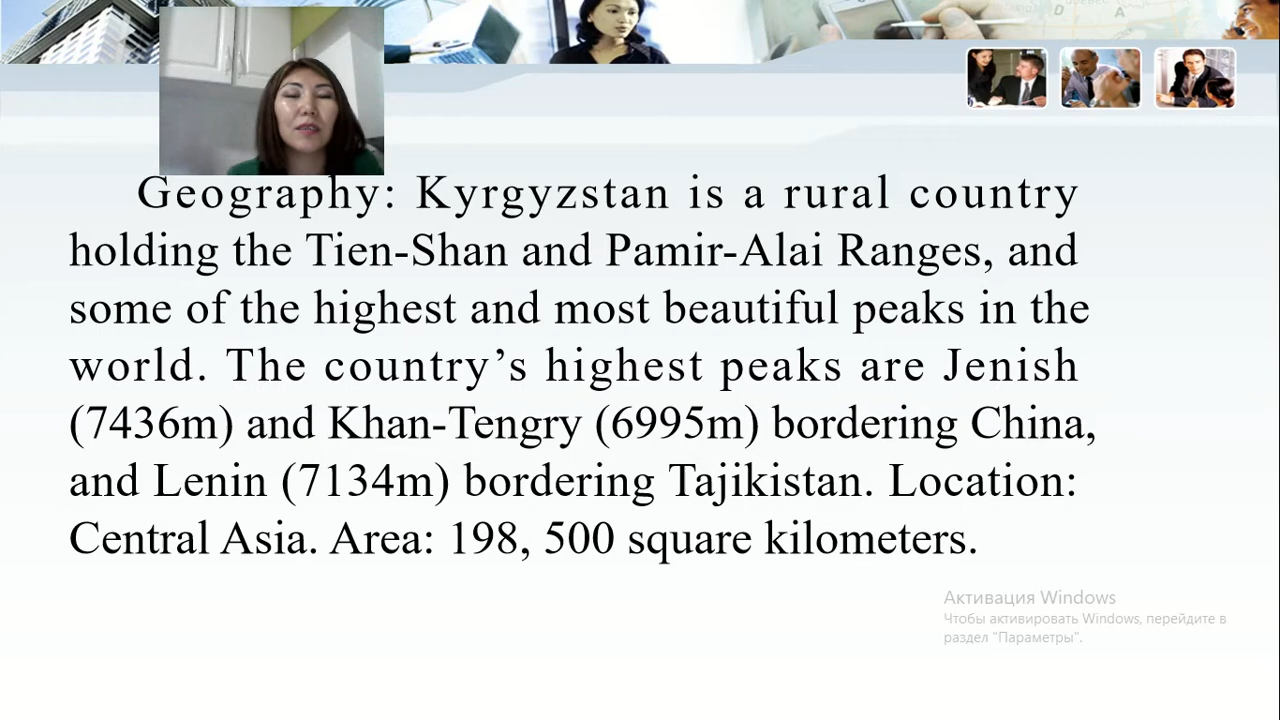 Geography: Kyrgyzstan is a rural country
holding the Tien-Shan and Pamir-Alai Ranges, and
some of the highest and most beautiful peaks in the
world. The country’s highest peaks are Jenish
(7436m) and Khan-Tengry (6995m) bordering China,
and Lenin (7134m) bordering Tajikistan. Location:
Central Asia. Area: 198, 500 square kilometers.
Активация Windows
Чтобы активировать Windows, перейдите в
раздел "Параметры".